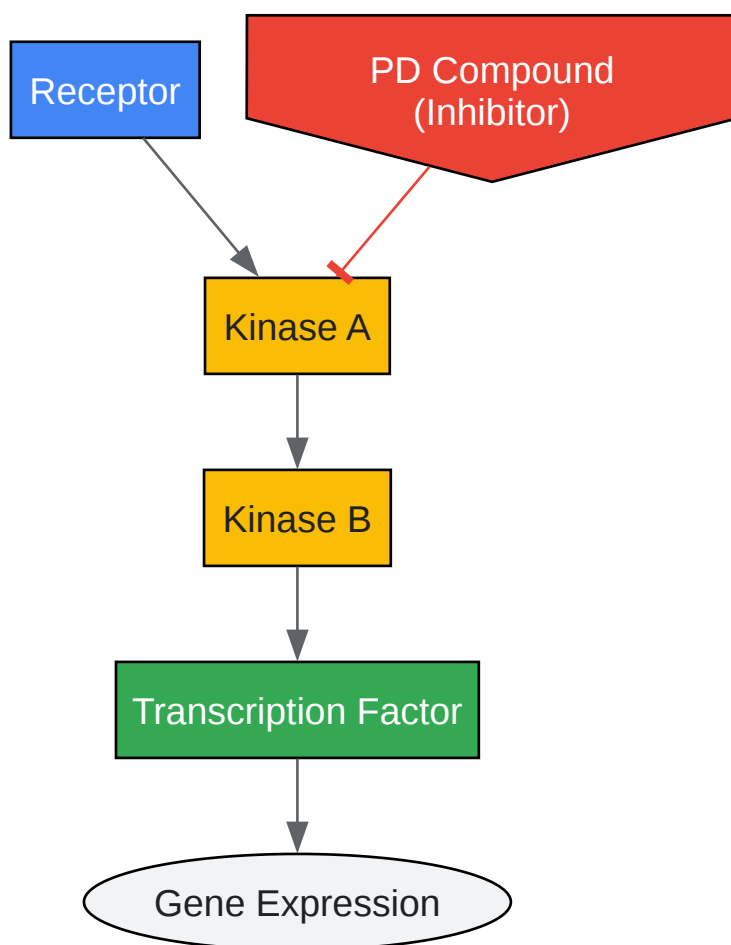 Receptor
PD Compound
(Inhibitor)
Kinase A
Kinase B
Transcription Factor
Gene Expression